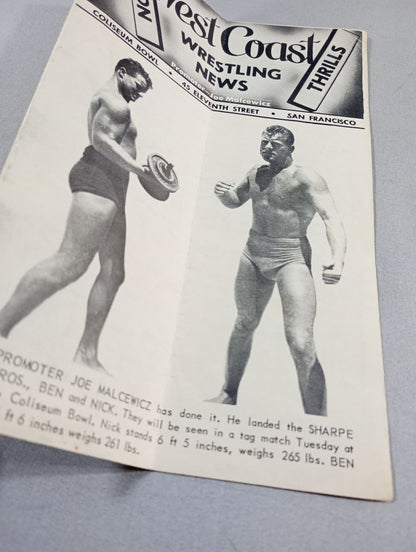 West Coast
WRESTLING
NEWS
THRILLS
Promoter Joe Malcewicz
COLISEUM BOWL • 45 ELEVENTH STREET • SAN FRANCISCO
PROMOTER JOE MALCEWICZ has done it. He landed the SHARPE
ROS., BEN and NICK. They will be seen in a tag match Tuesday at
Coliseum Bowl. Nick stands 6 ft 5 inches, weighs 265 lbs. BEN
ft 6 inches weighs 261 lbs.